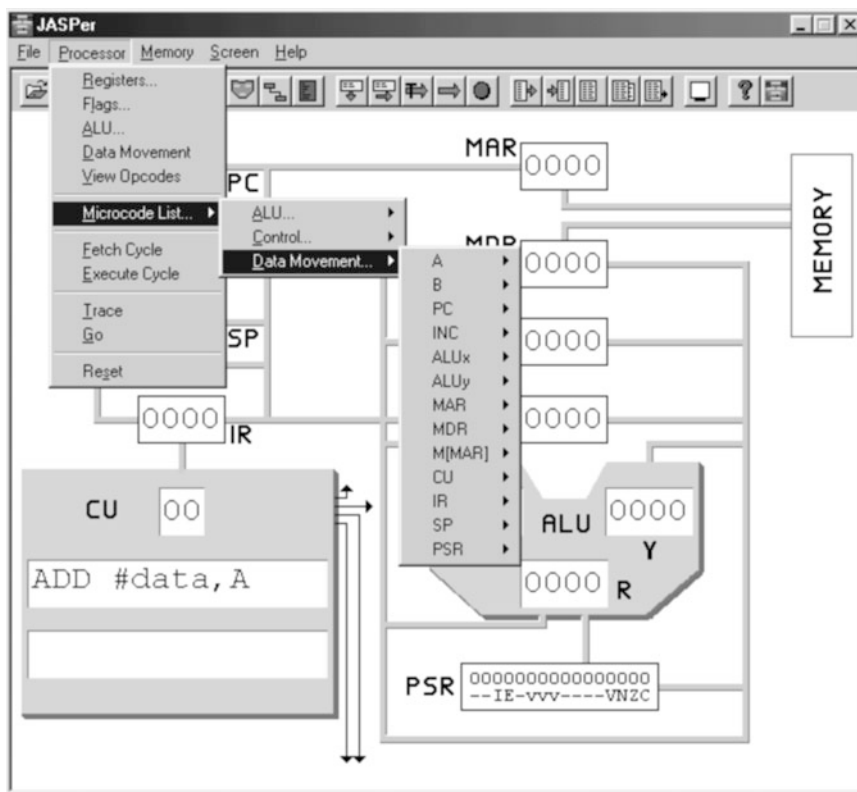 JASPer
File Processor Memory Screen Help
Registers...
Flags...
ALU...
Data Movement
View Opcodes
Microcode List...
Fetch Cycle
Execute Cycle
Trace
Go
Reset
ALU...
Control...
Data Movement...
A
B
PC
INC
ALUx
ALUy
MAR
MDR
M[MAR]
CU
IR
SP
PSR
PC
SP
MAR
0000
MDR
0000
0000
0000
MEMORY
0000
IR
CU
00
ADD #data,A
ALU
0000
Y
0000
R
PSR
0000000000000000
--IE-vvv----VNZC